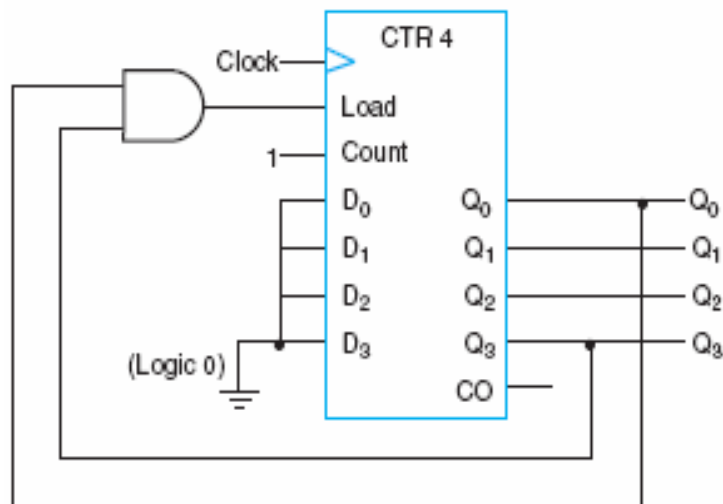 CTR 4
Clock
Load
1 Count
D₀ Q₀ Q₀
D₁ Q₁ Q₁
D₂ Q₂ Q₂
D₃ Q₃ Q₃
(Logic 0)
CO